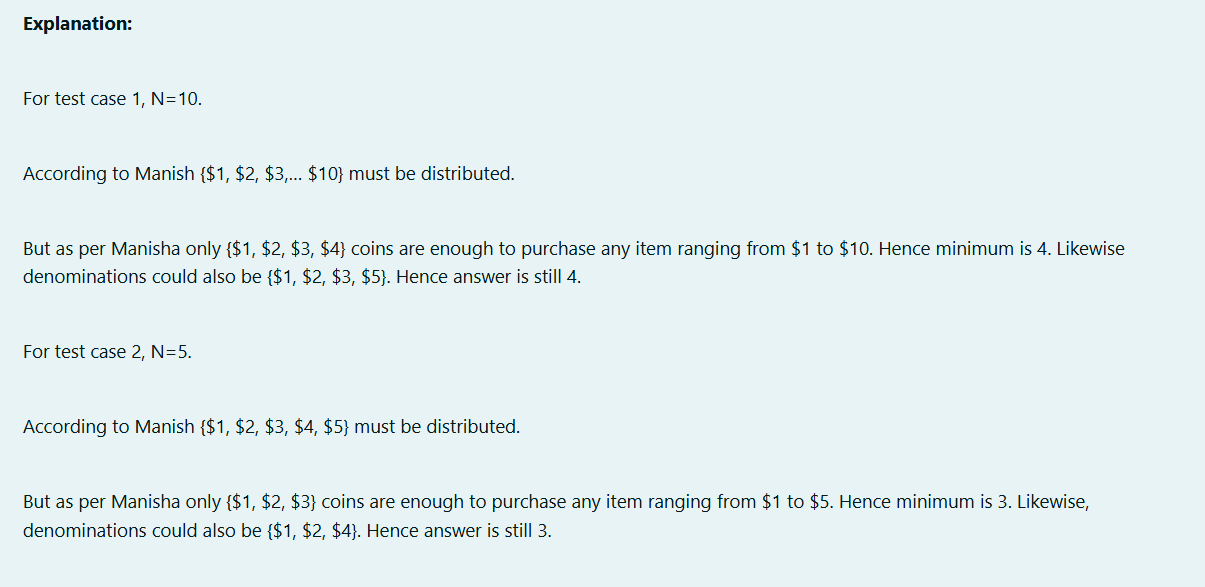 Explanation:
For test case 1, N=10.
According to Manish {$1, $2, $3,... $10} must be distributed.
But as per Manisha only {$1, $2, $3, $4} coins are enough to purchase any item ranging from $1 to $10. Hence minimum is 4. Likewise
denominations could also be {$1, $2, $3, $5}. Hence answer is still 4.
For test case 2, N=5.
According to Manish {$1, $2, $3, $4, $5} must be distributed.
But as per Manisha only {$1, $2, $3} coins are enough to purchase any item ranging from $1 to $5. Hence minimum is 3. Likewise,
denominations could also be {$1, $2, $4}. Hence answer is still 3.